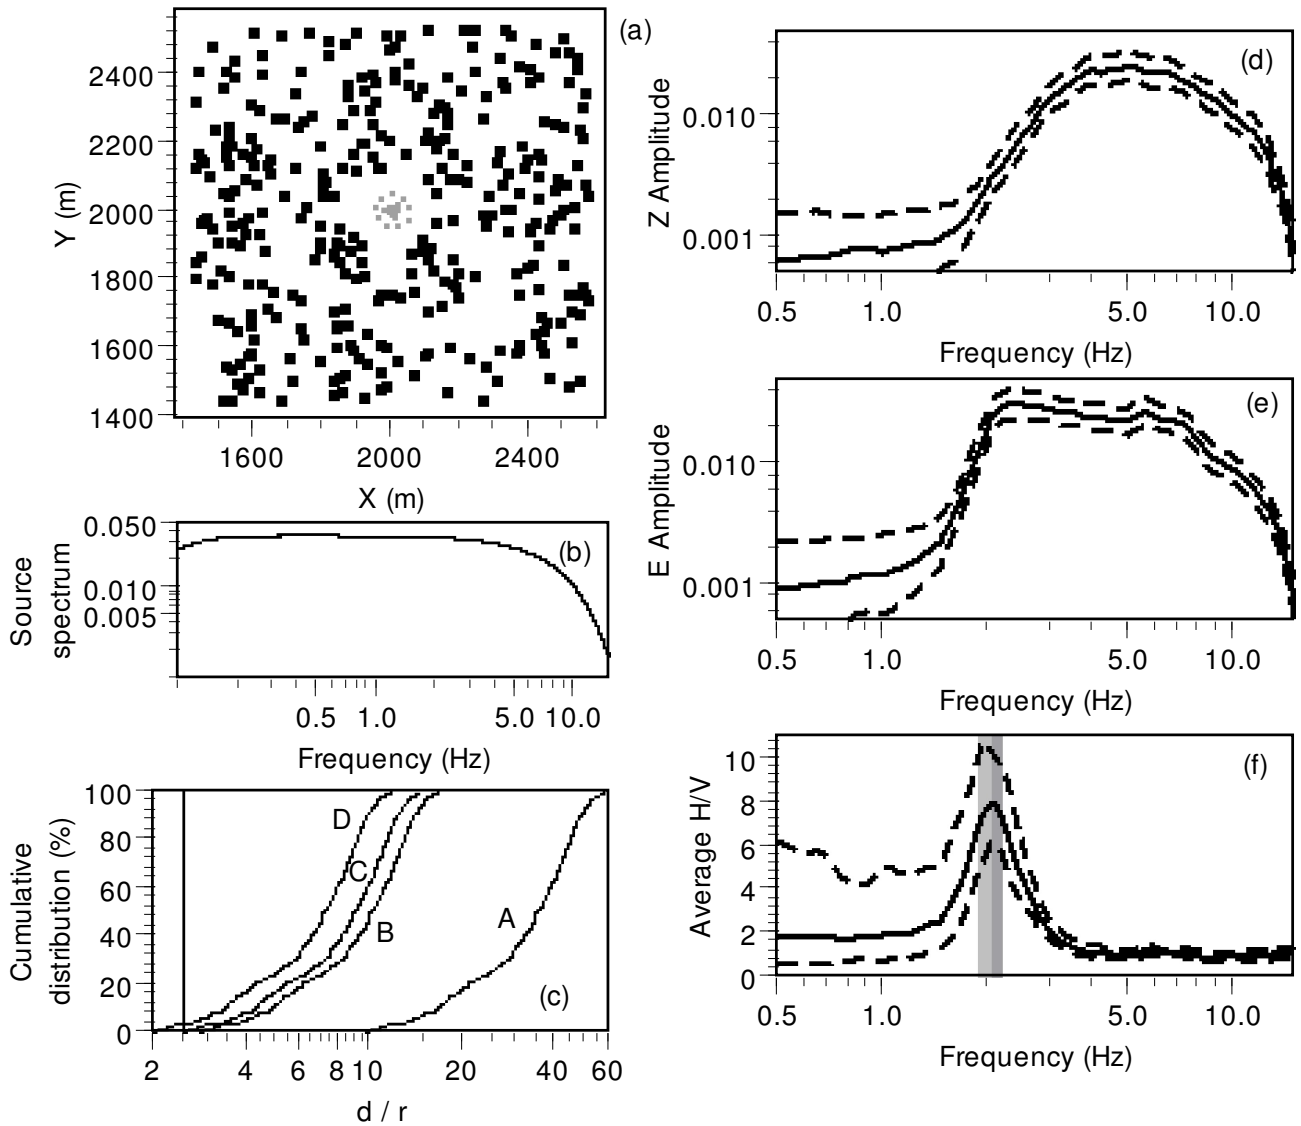 (a)
Y (m)
2400
2200
2000
1800
1600
1400
1600 2000 2400
X (m)
(b)
Source
spectrum
0.050
0.010
0.005
0.5 1.0 5.0 10.0
Frequency (Hz)
(c)
Cumulative
distribution (%)
100
80
60
40
20
0
D
C
B
A
2 4 6 8 10 20 40 60
d / r
(d)
Z Amplitude
0.010
0.001
0.5 1.0 5.0 10.0
Frequency (Hz)
(e)
E Amplitude
0.010
0.001
0.5 1.0 5.0 10.0
Frequency (Hz)
(f)
Average H/V
10
8
6
4
2
0
0.5 1.0 5.0 10.0
Frequency (Hz)